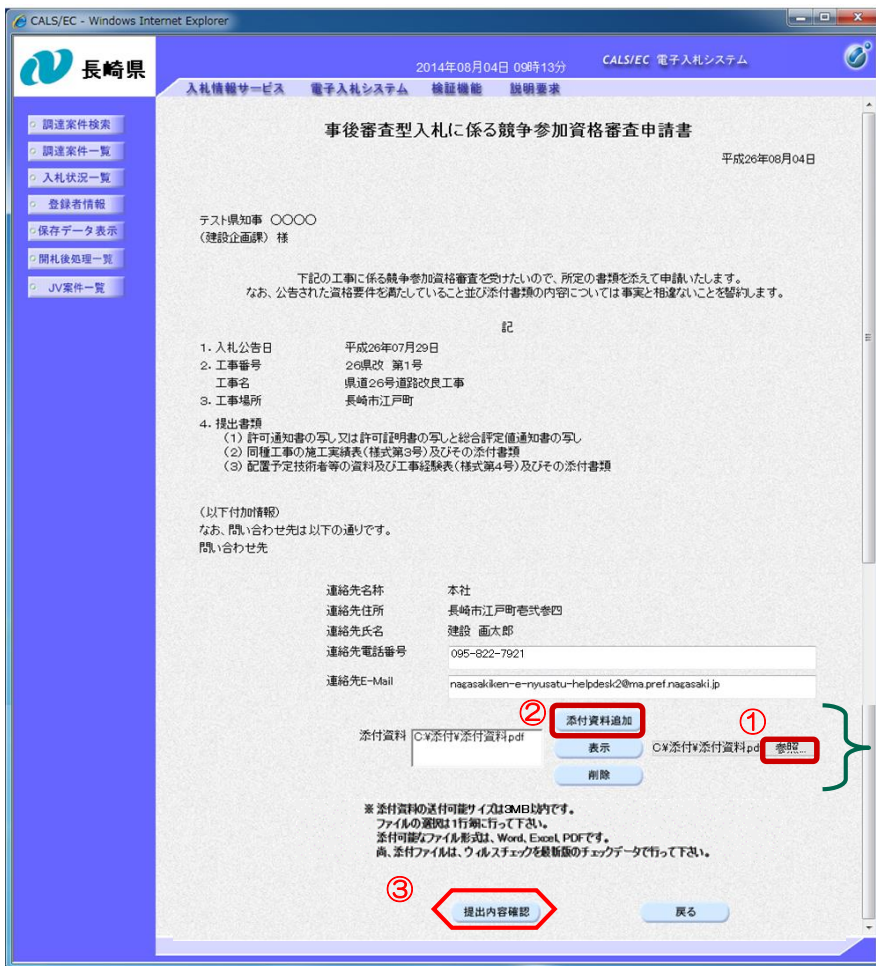 CALS/EC - Windows Internet Explorer
長崎県
2014年08月04日 09時13分
CALS/EC 電子入札システム
入札情報サービス 電子入札システム 検証機能 説明要求
調達案件検索
調達案件一覧
入札状況一覧
登録者情報
保存データ表示
開札後処理一覧
JV案件一覧
事後審査型入札に係る競争参加資格審査申請書
平成26年08月04日
テスト県知事 〇〇〇〇
(建設企画課) 様
下記の工事に係る競争参加資格審査を受けたいので、所定の書類を添えて申請いたします。
なお、公告された資格要件を満たしていること並び添付書類の内容については事実と相違ないことを誓約します。
記
1. 入札公告日 平成26年07月29日
2. 工事番号 26県改 第1号
工事名 県道26号道路改良工事
3. 工事場所 長崎市江戸町
4. 提出書類
(1) 許可通知書の写し又は許可証明書の写しと総合評定値通知書の写し
(2) 同種工事の施工実績表(様式第3号)及びその添付書類
(3) 配置予定技術者等の資料及び工事経験表(様式第4号)及びその添付書類
(以下付加情報)
なお、問い合わせ先は以下の通りです。
問い合わせ先
連絡先名称 本社
連絡先住所 長崎市江戸町壱弐参四
連絡先氏名 建設 画太郎
連絡先電話番号 095-822-7921
連絡先E-Mail nagasakiken-e-nyusatu-helpdesk2@ma.pref.nagasaki.jp
② 添付資料追加 ①
添付資料 C:¥添付¥添付資料.pdf 表示 C:¥添付¥添付資料.pd 参照...
削除
※ 添付資料の送付可能サイズは3MB以内です。
ファイルの選択は1行毎に行って下さい。
添付可能なファイル形式は、Word, Excel, PDFです。
尚、添付ファイルは、ウィルスチェックを最新版のチェックデータで行って下さい。
③
提出内容確認 戻る